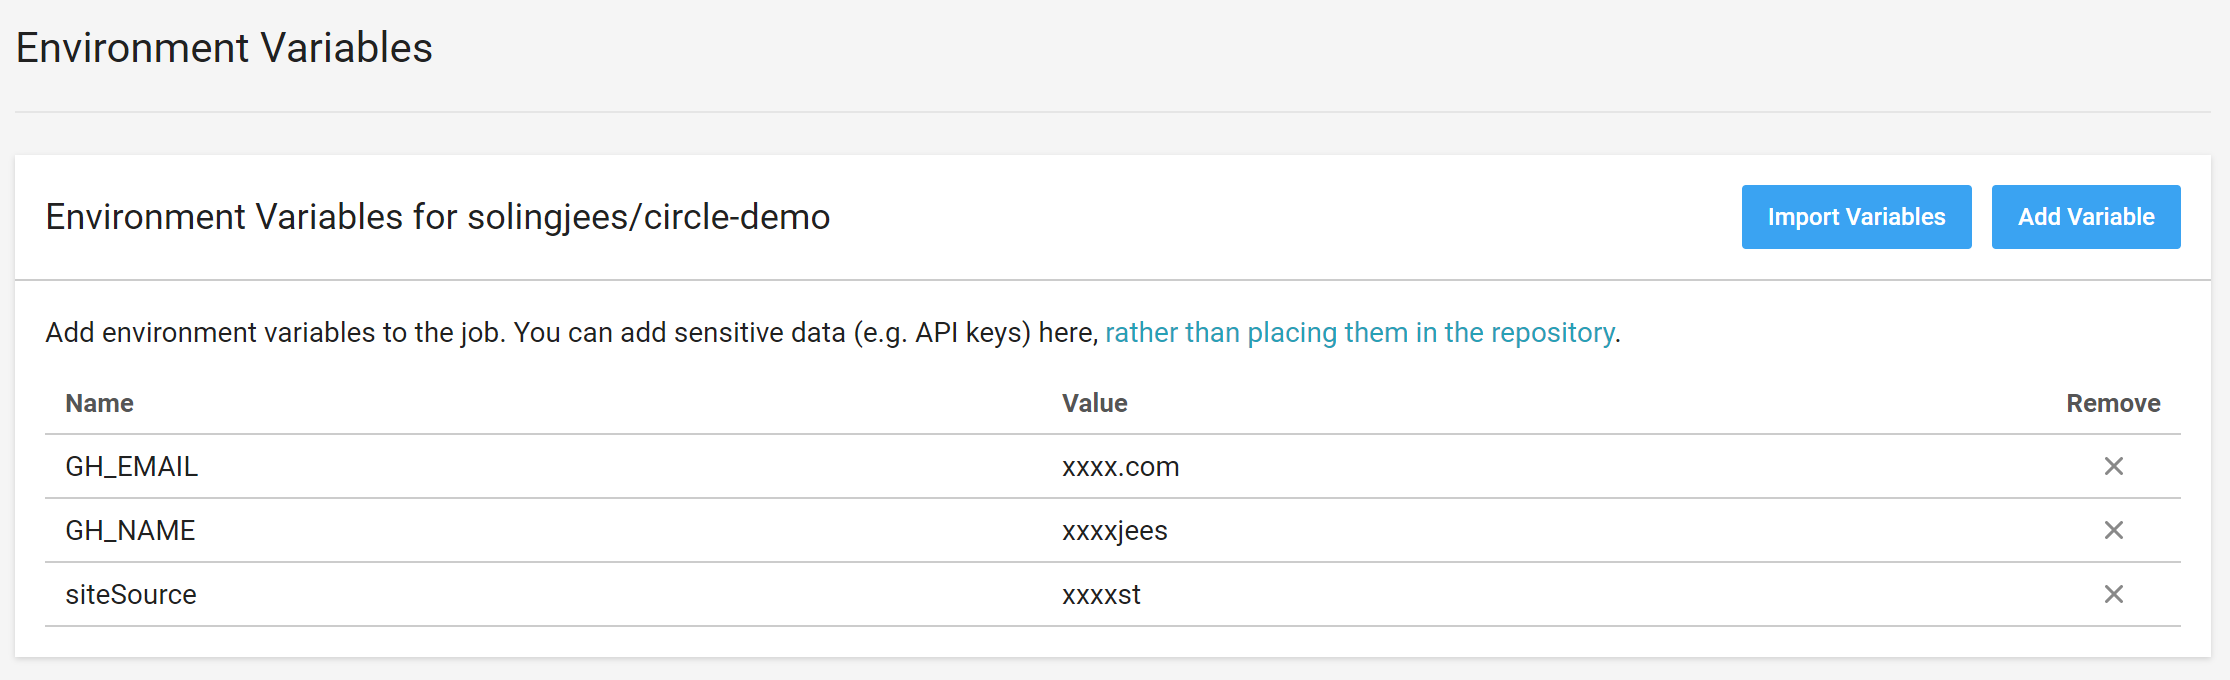 Environment Variables
Environment Variables for solingjees/circle-demo
Import Variables
Add Variable
Add environment variables to the job. You can add sensitive data (e.g. API keys) here, rather than placing them in the repository.
Name Value Remove
GH_EMAIL xxxx.com
GH_NAME xxxxjees
siteSource xxxxst